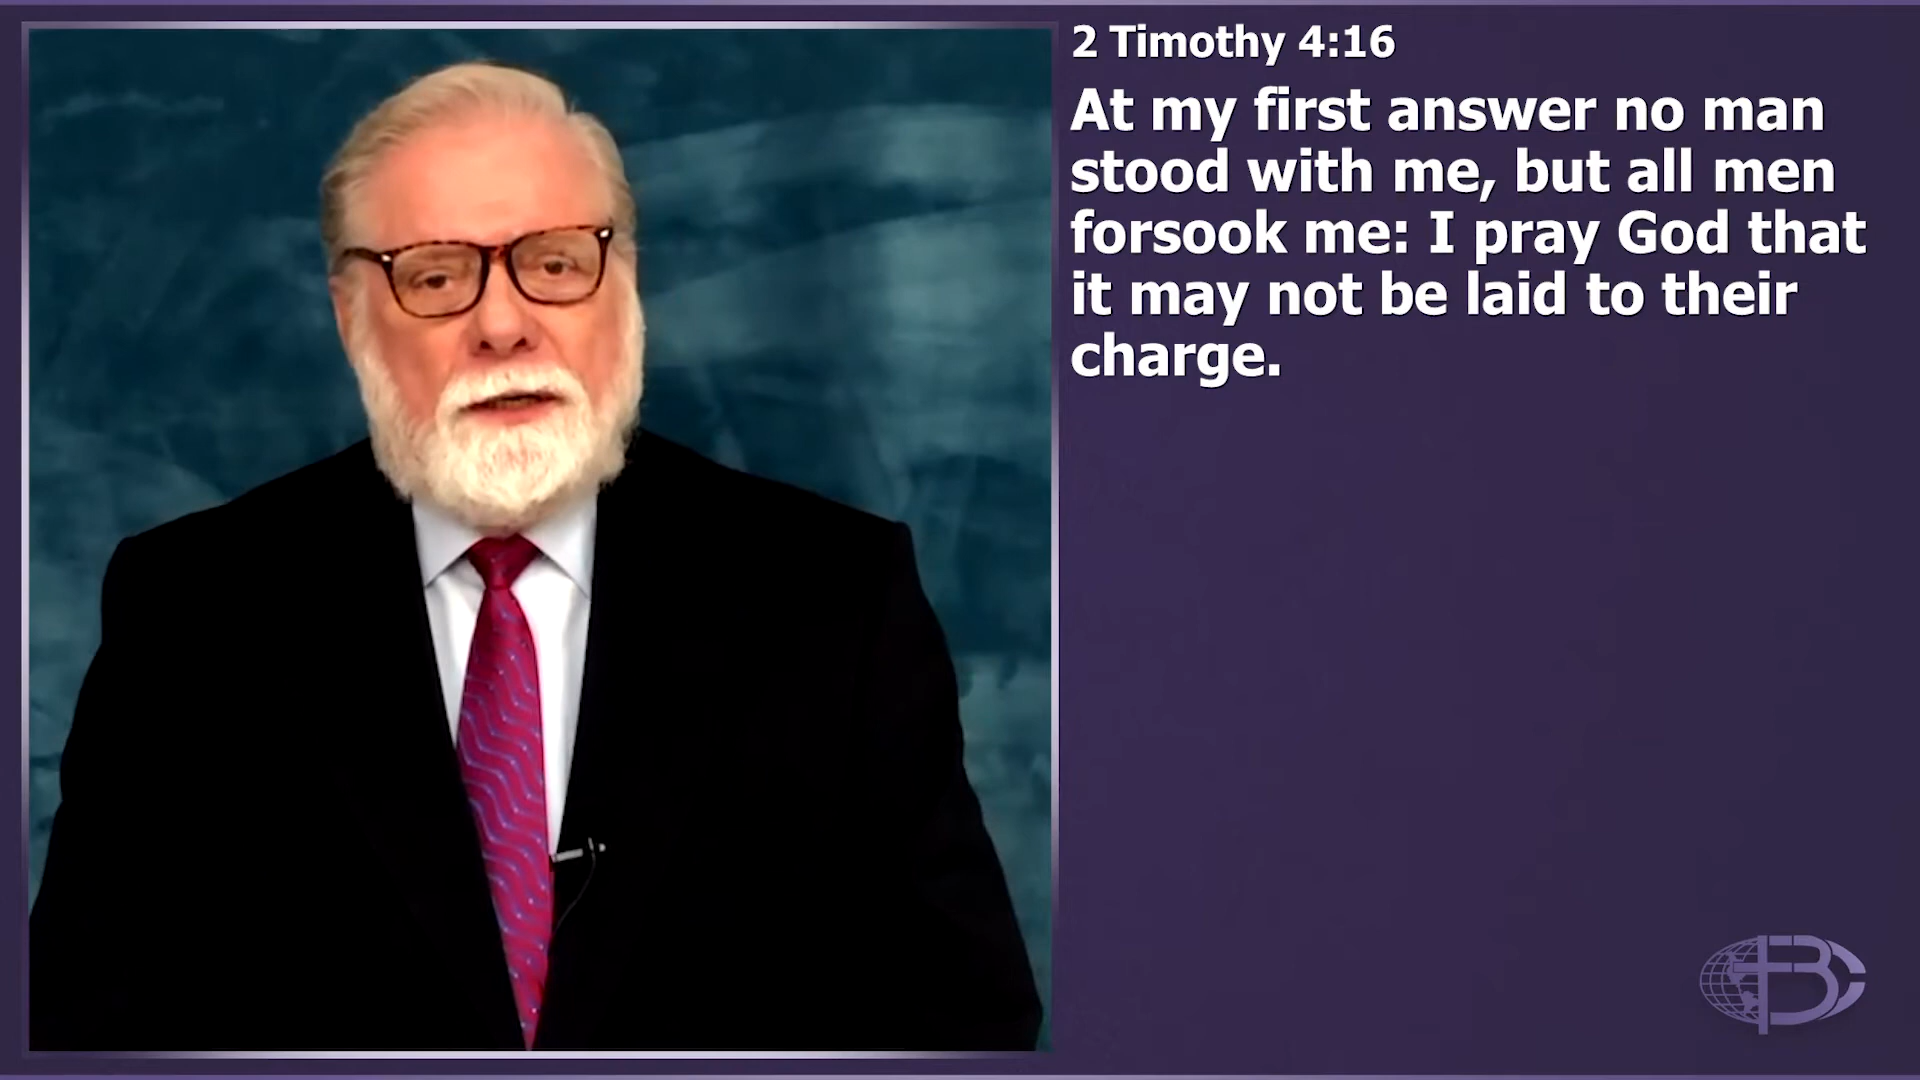 2 Timothy 4:16
At my first answer no man
stood with me, but all men
forsook me: I pray God that
it may not be laid to their
charge.